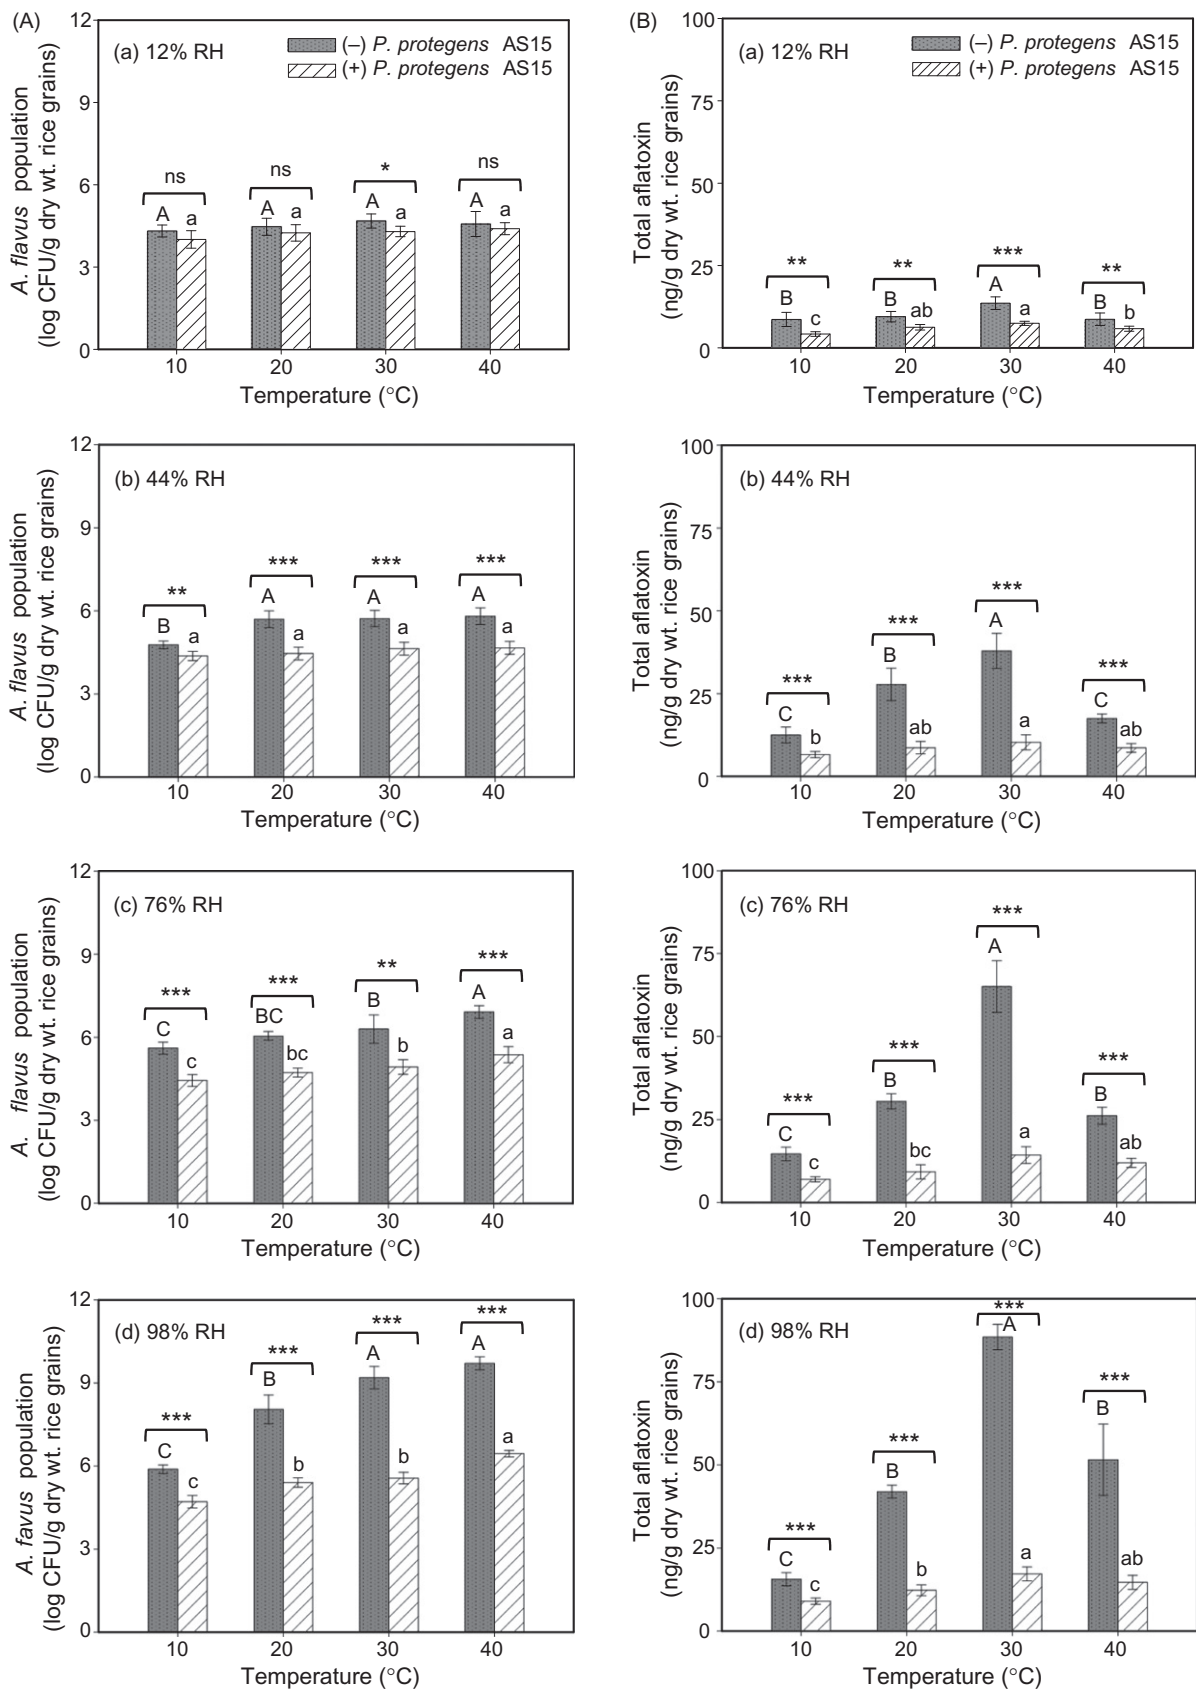 (A)
A. flavus population
(log CFU/g dry wt. rice grains)
12
9
6
3
0
(a) 12% RH
(–) P. protegens AS15
(+) P. protegens AS15
ns
ns
*
ns
A a A a A a A a
10 20 30 40
Temperature (°C)
(B)
Total aflatoxin
(ng/g dry wt. rice grains)
100
75
50
25
0
(a) 12% RH
(–) P. protegens AS15
(+) P. protegens AS15
**
**
***
**
B c B ab A a B b
10 20 30 40
Temperature (°C)
A. flavus population
(log CFU/g dry wt. rice grains)
12
9
6
3
0
(b) 44% RH
**
***
***
***
B a A a A a A a
10 20 30 40
Temperature (°C)
Total aflatoxin
(ng/g dry wt. rice grains)
100
75
50
25
0
(b) 44% RH
***
***
***
***
C b B ab A a C ab
10 20 30 40
Temperature (°C)
A. flavus population
(log CFU/g dry wt. rice grains)
12
9
6
3
0
(c) 76% RH
***
***
**
***
C c BC bc B b A a
10 20 30 40
Temperature (°C)
Total aflatoxin
(ng/g dry wt. rice grains)
100
75
50
25
0
(c) 76% RH
***
***
***
***
C c B bc A a B ab
10 20 30 40
Temperature (°C)
A. favus population
(log CFU/g dry wt. rice grains)
12
9
6
3
0
(d) 98% RH
***
***
***
***
C c B b A b A a
10 20 30 40
Temperature (°C)
Total aflatoxin
(ng/g dry wt. rice grains)
100
75
50
25
0
(d) 98% RH
***
***
***
***
C c B b A a B ab
10 20 30 40
Temperature (°C)